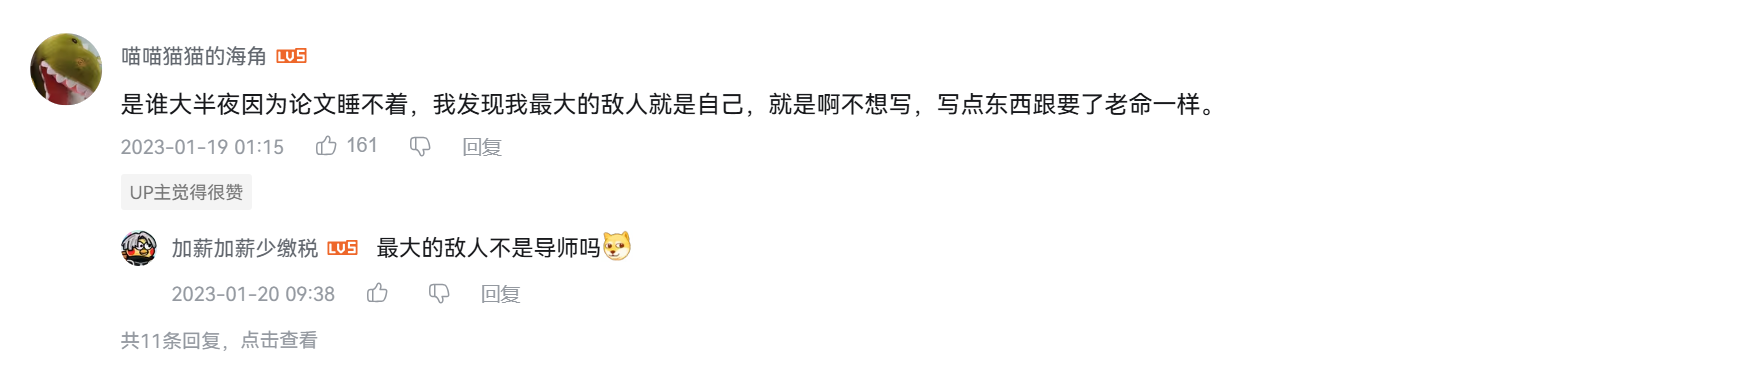 喵喵猫猫的海角 LV5
是谁大半夜因为论文睡不着，我发现我最大的敌人就是自己，就是啊不想写，写点东西跟要了老命一样。
2023-01-19 01:15 161 回复
UP主觉得很赞
加薪加薪少缴税 LV5 最大的敌人不是导师吗
2023-01-20 09:38 回复
共11条回复，点击查看